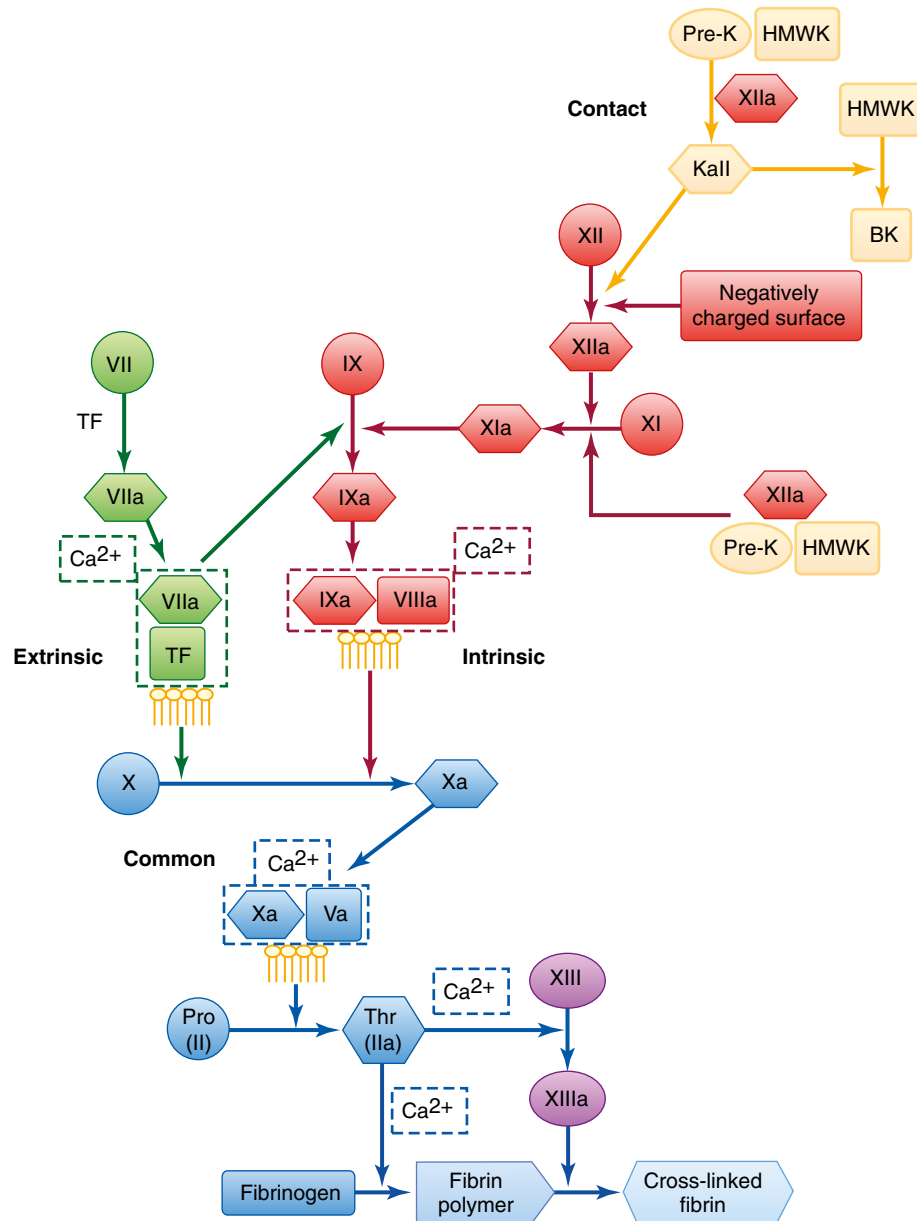 Pre-K
HMWK
XIIa
Contact
HMWK
Kall
BK
XII
Negatively
charged surface
XIIa
VII
IX
TF
XIa
XI
VIIa
IXa
XIIa
Ca2+
Ca2+
Pre-K
HMWK
VIIa
IXa
VIIIa
Extrinsic
TF
Intrinsic
X
Xa
Common
Ca2+
Xa
Va
Ca2+
XIII
Pro
(II)
Thr
(IIa)
Ca2+
XIIIa
Fibrinogen
Fibrin
polymer
Cross-linked
fibrin